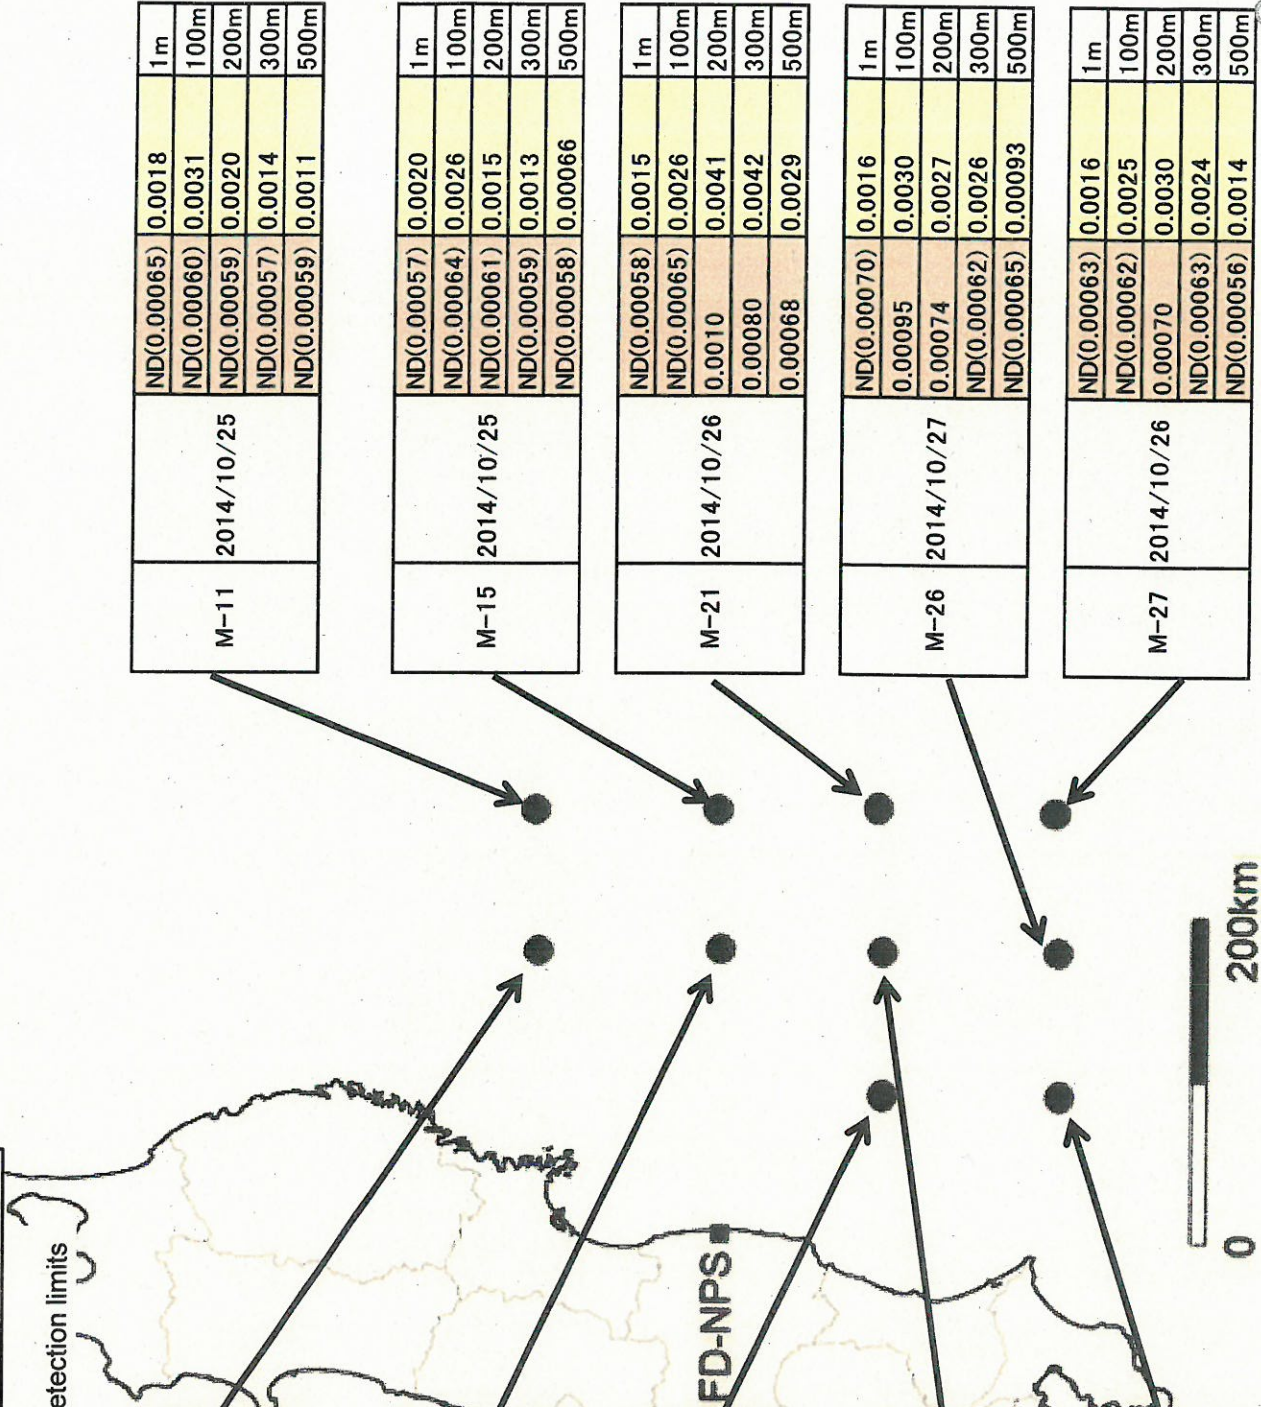 M-11 2014/10/25
ND(0.00065) 0.0018 1m
ND(0.00060) 0.0031 100m
ND(0.00059) 0.0020 200m
ND(0.00057) 0.0014 300m
ND(0.00059) 0.0011 500m
M-15 2014/10/25
ND(0.00057) 0.0020 1m
ND(0.00064) 0.0026 100m
ND(0.00061) 0.0015 200m
ND(0.00059) 0.0013 300m
ND(0.00058) 0.00066 500m
M-21 2014/10/26
ND(0.00058) 0.0015 1m
ND(0.00065) 0.0026 100m
0.0010 0.0041 200m
0.00080 0.0042 300m
0.00068 0.0029 500m
M-26 2014/10/27
ND(0.00070) 0.0016 1m
0.00095 0.0030 100m
0.00074 0.0027 200m
ND(0.00062) 0.0026 300m
ND(0.00065) 0.00093 500m
M-27 2014/10/26
ND(0.00063) 0.0016 1m
ND(0.00062) 0.0025 100m
0.00070 0.0030 200m
ND(0.00063) 0.0024 300m
ND(0.00056) 0.0014 500m
etection limits
FD-NPS
0 200km